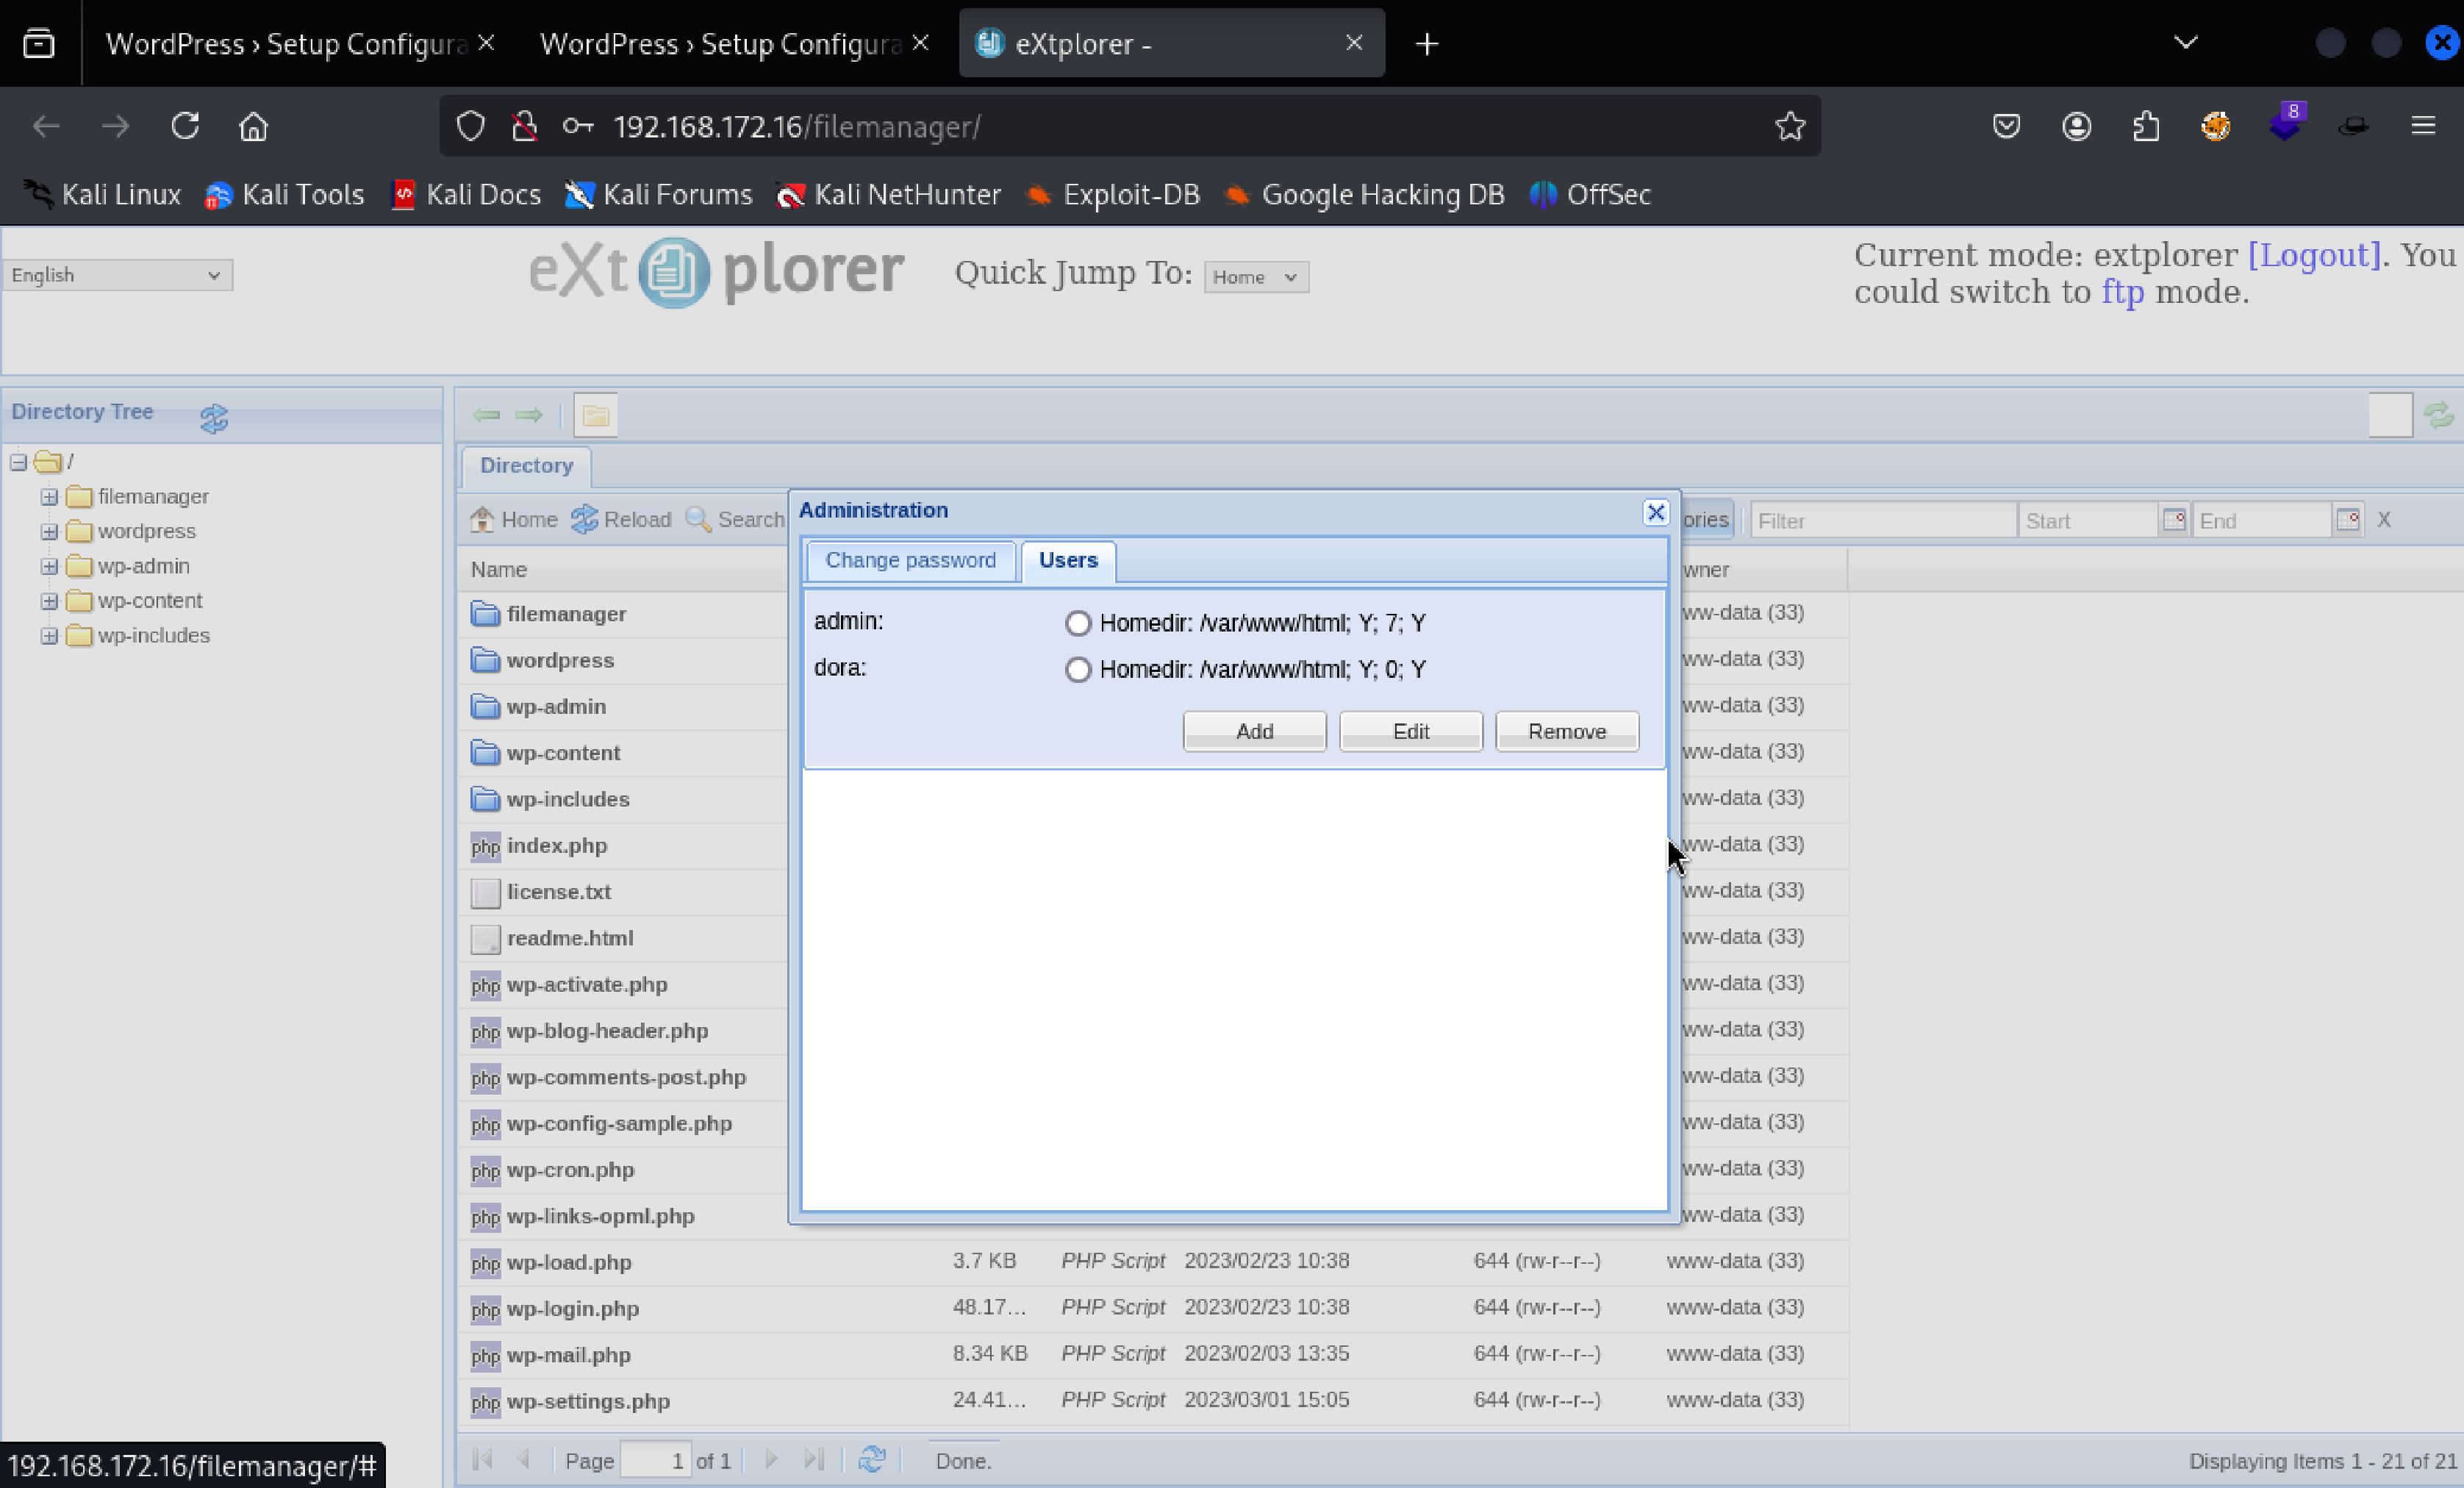 WordPress › Setup Configura
WordPress › Setup Configura
eXtplorer -
192.168.172.16/filemanager/
8
Kali Linux
Kali Tools
Kali Docs
Kali Forums
Kali NetHunter
Exploit-DB
Google Hacking DB
OffSec
English
eXtplorer
Quick Jump To: Home
Current mode: extplorer [Logout]. You
could switch to ftp mode.
Directory Tree
/
filemanager
wordpress
wp-admin
wp-content
wp-includes
Directory
Home
Reload
Search
ories
Filter
Start
End
X
Administration
Change password
Users
admin:
Homedir: /var/www/html; Y; 7; Y
dora:
Homedir: /var/www/html; Y; 0; Y
Add
Edit
Remove
Name
wner
filemanager
ww-data (33)
wordpress
ww-data (33)
wp-admin
ww-data (33)
wp-content
ww-data (33)
wp-includes
ww-data (33)
php index.php
ww-data (33)
license.txt
ww-data (33)
readme.html
ww-data (33)
php wp-activate.php
ww-data (33)
php wp-blog-header.php
ww-data (33)
php wp-comments-post.php
ww-data (33)
php wp-config-sample.php
ww-data (33)
php wp-cron.php
ww-data (33)
php wp-links-opml.php
ww-data (33)
php wp-load.php 3.7 KB PHP Script 2023/02/23 10:38 644 (rw-r--r--) www-data (33)
php wp-login.php 48.17... PHP Script 2023/02/23 10:38 644 (rw-r--r--) www-data (33)
php wp-mail.php 8.34 KB PHP Script 2023/02/03 13:35 644 (rw-r--r--) www-data (33)
php wp-settings.php 24.41... PHP Script 2023/03/01 15:05 644 (rw-r--r--) www-data (33)
192.168.172.16/filemanager/#
Page 1 of 1
Done.
Displaying Items 1 - 21 of 21